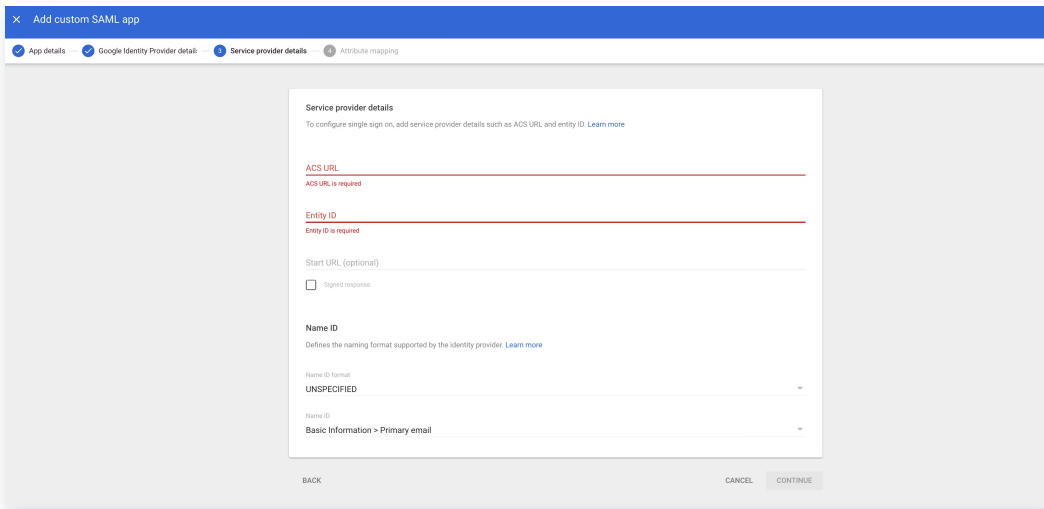 Add custom SAML app
App details
Google Identity Provider detail
3 Service provider details
4 Attribute mapping
Service provider details
To configure single sign on, add service provider details such as ACS URL and entity ID. Learn more
ACS URL
ACS URL is required
Entity ID
Entity ID is required
Start URL (optional)
Signed response
Name ID
Defines the naming format supported by the identity provider. Learn more
Name ID format
UNSPECIFIED
Name ID
Basic Information > Primary email
BACK
CANCEL
CONTINUE